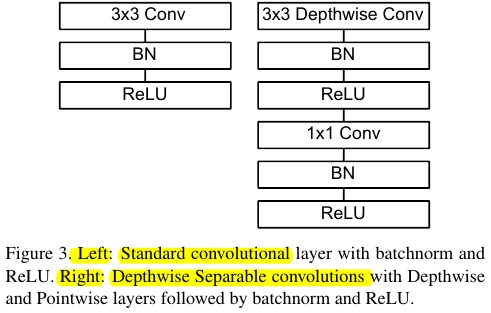 3x3 Conv
BN
ReLU
3x3 Depthwise Conv
BN
ReLU
1x1 Conv
BN
ReLU
Figure 3. Left: Standard convolutional layer with batchnorm and
ReLU. Right: Depthwise Separable convolutions with Depthwise
and Pointwise layers followed by batchnorm and ReLU.